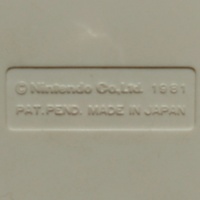 © Nintendo Co., Ltd. 1981
PAT. PEND. MADE IN JAPAN